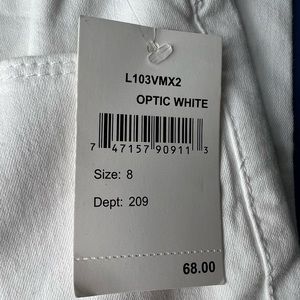 L103VMX2
OPTIC WHITE
7 47157 90911 3
Size: 8
Dept: 209
68.00